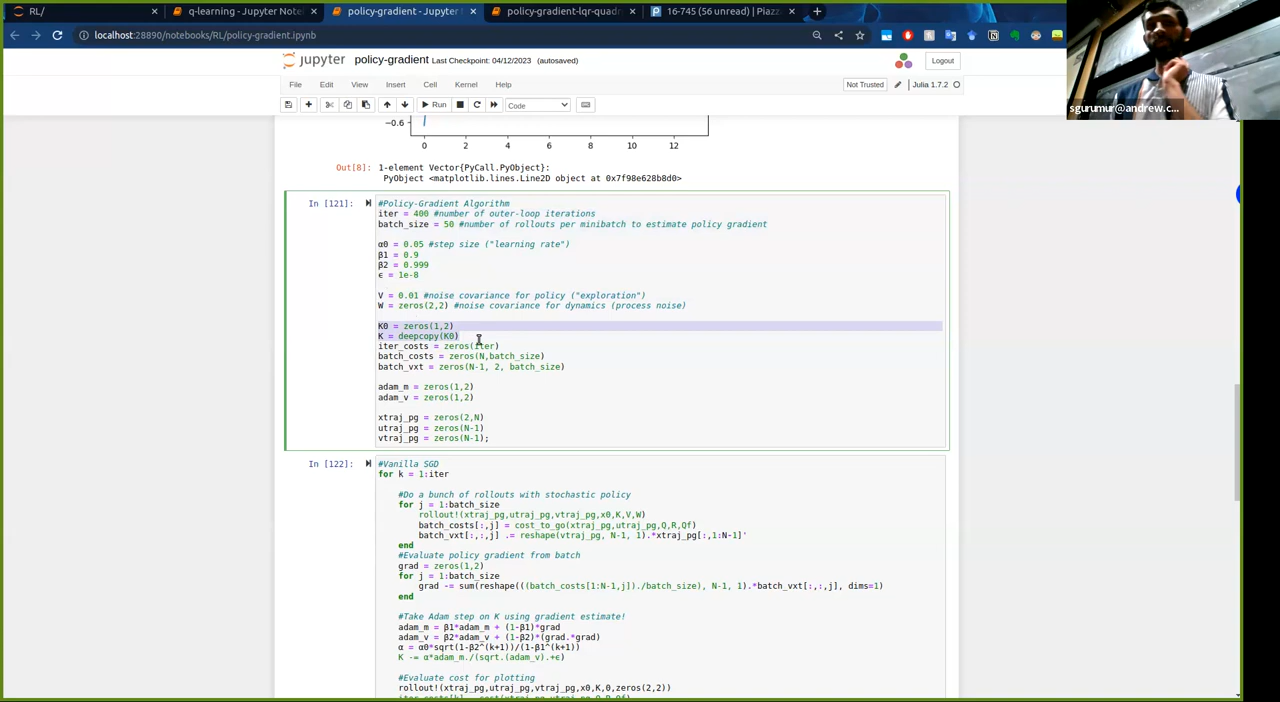 RL/
q-learning - Jupyter Note
policy-gradient - Jupyter
policy-gradient-lqr-quadr
16-745 (56 unread) | Piazz
localhost:28890/notebooks/RL/policy-gradient.ipynb
jupyter policy-gradient Last Checkpoint: 04/12/2023 (autosaved)
Logout
File Edit View Insert Cell Kernel Help
Not Trusted
Julia 1.7.2
Run
Code
sgurumur@andrew.c...
−0.6
0 2 4 6 8 10 12
Out[8]: 1-element Vector{PyCall.PyObject}:
PyObject <matplotlib.lines.Line2D object at 0x7f98e628b8d0>
In [121]: #Policy-Gradient Algorithm
iter = 400 #number of outer-loop iterations
batch_size = 50 #number of rollouts per minibatch to estimate policy gradient
α0 = 0.05 #step size ("learning rate")
β1 = 0.9
β2 = 0.999
ϵ = 1e-8
V = 0.01 #noise covariance for policy ("exploration")
W = zeros(2,2) #noise covariance for dynamics (process noise)
K0 = zeros(1,2)
K = deepcopy(K0)
iter_costs = zeros(iter)
batch_costs = zeros(N,batch_size)
batch_vxt = zeros(N-1, 2, batch_size)
adam_m = zeros(1,2)
adam_v = zeros(1,2)
xtraj_pg = zeros(2,N)
utraj_pg = zeros(N-1)
vtraj_pg = zeros(N-1);
In [122]: #Vanilla SGD
for k = 1:iter
#Do a bunch of rollouts with stochastic policy
for j = 1:batch_size
rollout!(xtraj_pg,utraj_pg,vtraj_pg,x0,K,V,W)
batch_costs[:,j] = cost_to_go(xtraj_pg,utraj_pg,Q,R,Qf)
batch_vxt[:,:,j] .= reshape(vtraj_pg, N-1, 1).*xtraj_pg[:,1:N-1]'
end
#Evaluate policy gradient from batch
grad = zeros(1,2)
for j = 1:batch_size
grad -= sum(reshape(((batch_costs[1:N-1,j])./batch_size), N-1, 1).*batch_vxt[:,:,j], dims=1)
end
#Take Adam step on K using gradient estimate!
adam_m = β1*adam_m + (1-β1)*grad
adam_v = β2*adam_v + (1-β2)*(grad.*grad)
α = α0*sqrt(1-β2^(k+1))/(1-β1^(k+1))
K -= α*adam_m./(sqrt.(adam_v).+ϵ)
#Evaluate cost for plotting
rollout!(xtraj_pg,utraj_pg,vtraj_pg,x0,K,0,zeros(2,2))